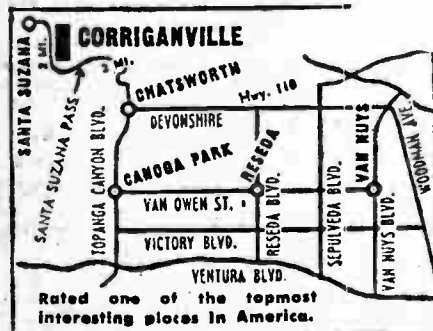 CORRIGANVILLE
SANTA SUZANA
2 MI.
2 MI.
SANTA SUZANA PASS
CHATSWORTH
Hwy. 118
DEVONSHIRE
TOPANGA CANYON BLVD.
CANOGA PARK
RESEDA
VAN NUYS
WOODMAN AVE.
VAN OWEN ST.
RESEDA BLVD.
SEPULVEDA BLVD.
VAN NUYS BLVD.
VICTORY BLVD.
VENTURA BLVD.
Rated one of the topmost
interesting places in America.